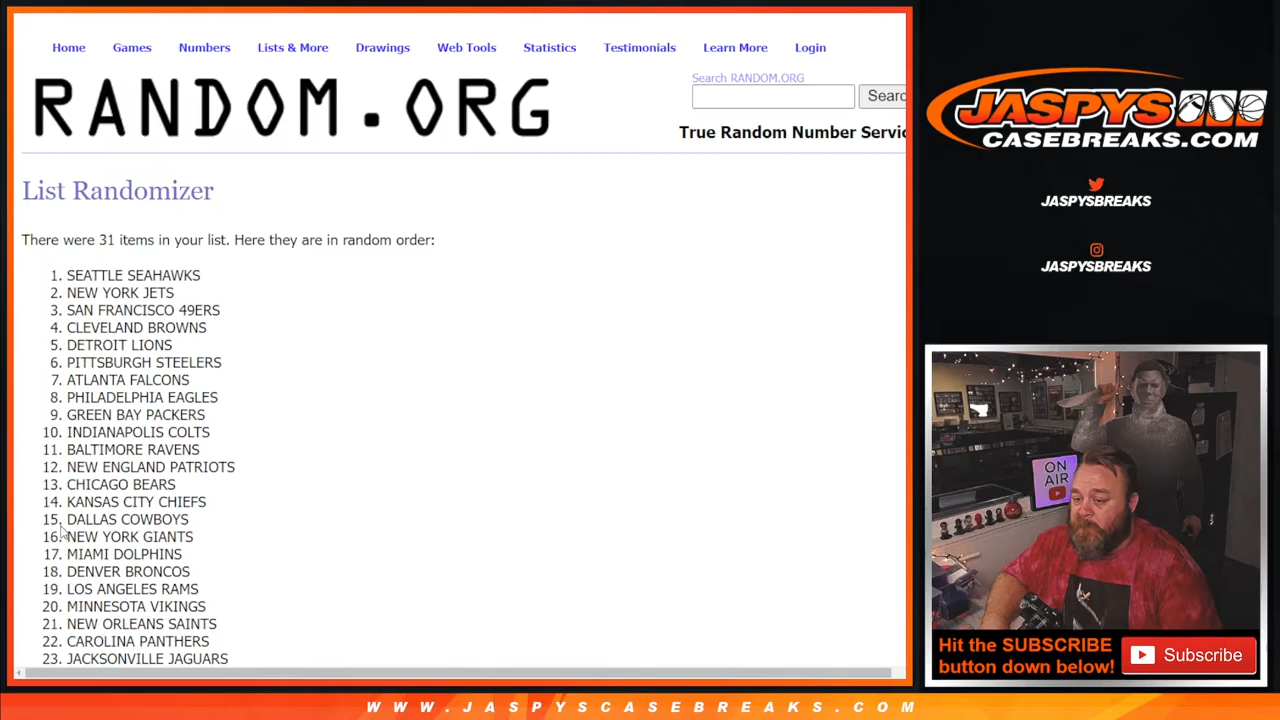 Home Games Numbers Lists & More Drawings Web Tools Statistics Testimonials Learn More Login
RANDOM.ORG
Search RANDOM.ORG
Searc
True Random Number Servic
List Randomizer
There were 31 items in your list. Here they are in random order:
1. SEATTLE SEAHAWKS
2. NEW YORK JETS
3. SAN FRANCISCO 49ERS
4. CLEVELAND BROWNS
5. DETROIT LIONS
6. PITTSBURGH STEELERS
7. ATLANTA FALCONS
8. PHILADELPHIA EAGLES
9. GREEN BAY PACKERS
10. INDIANAPOLIS COLTS
11. BALTIMORE RAVENS
12. NEW ENGLAND PATRIOTS
13. CHICAGO BEARS
14. KANSAS CITY CHIEFS
15. DALLAS COWBOYS
16. NEW YORK GIANTS
17. MIAMI DOLPHINS
18. DENVER BRONCOS
19. LOS ANGELES RAMS
20. MINNESOTA VIKINGS
21. NEW ORLEANS SAINTS
22. CAROLINA PANTHERS
23. JACKSONVILLE JAGUARS
JASPYS
CASEBREAKS.COM
JASPYSBREAKS
JASPYSBREAKS
ON
AIR
Hit the SUBSCRIBE
button down below!
Subscribe
WWW.JASPYSCASEBREAKS.COM